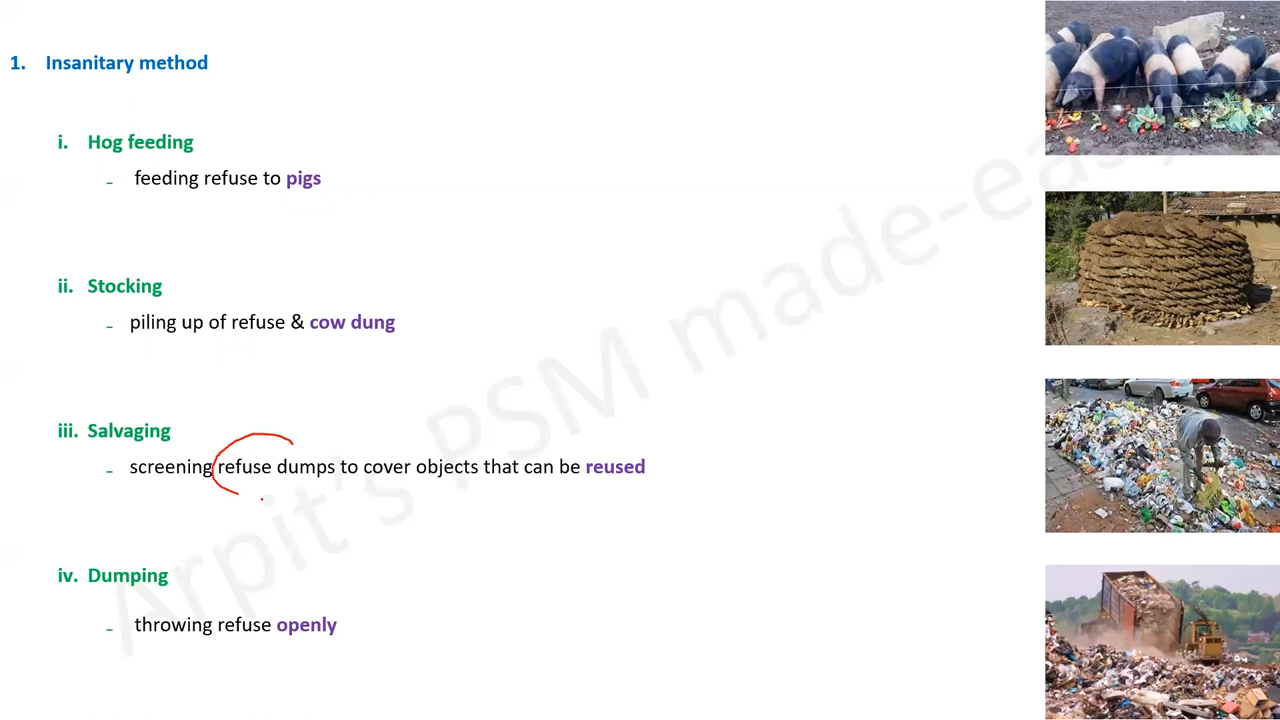 1. Insanitary method
i. Hog feeding
- feeding refuse to pigs
ii. Stocking
- piling up of refuse & cow dung
iii. Salvaging
- screening refuse dumps to cover objects that can be reused
iv. Dumping
- throwing refuse openly
Arpit's PSM made-easy